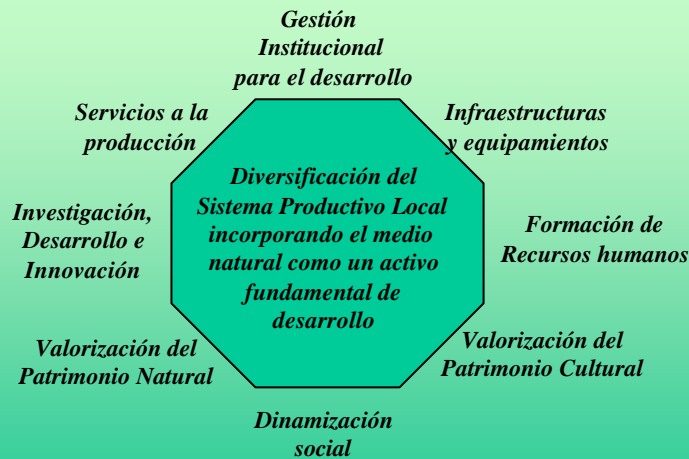 Gestión
Institucional
para el desarrollo
Servicios a la
producción
Infraestructuras
y equipamientos
Diversificación del
Sistema Productivo Local
incorporando el medio
natural como un activo
fundamental de
desarrollo
Investigación,
Desarrollo e
Innovación
Formación de
Recursos humanos
Valorización del
Patrimonio Natural
Valorización del
Patrimonio Cultural
Dinamización
social